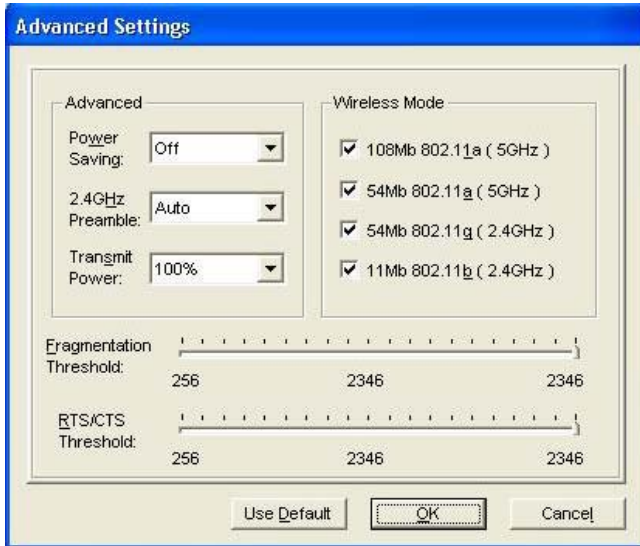 Advanced Settings
Advanced
Power Saving:
Off
2.4GHz Preamble:
Auto
Transmit Power:
100%
Wireless Mode
108Mb 802.11a ( 5GHz )
54Mb 802.11a ( 5GHz )
54Mb 802.11g ( 2.4GHz )
11Mb 802.11b ( 2.4GHz )
Fragmentation Threshold:
256 2346 2346
RTS/CTS Threshold:
256 2346 2346
Use Default OK Cancel